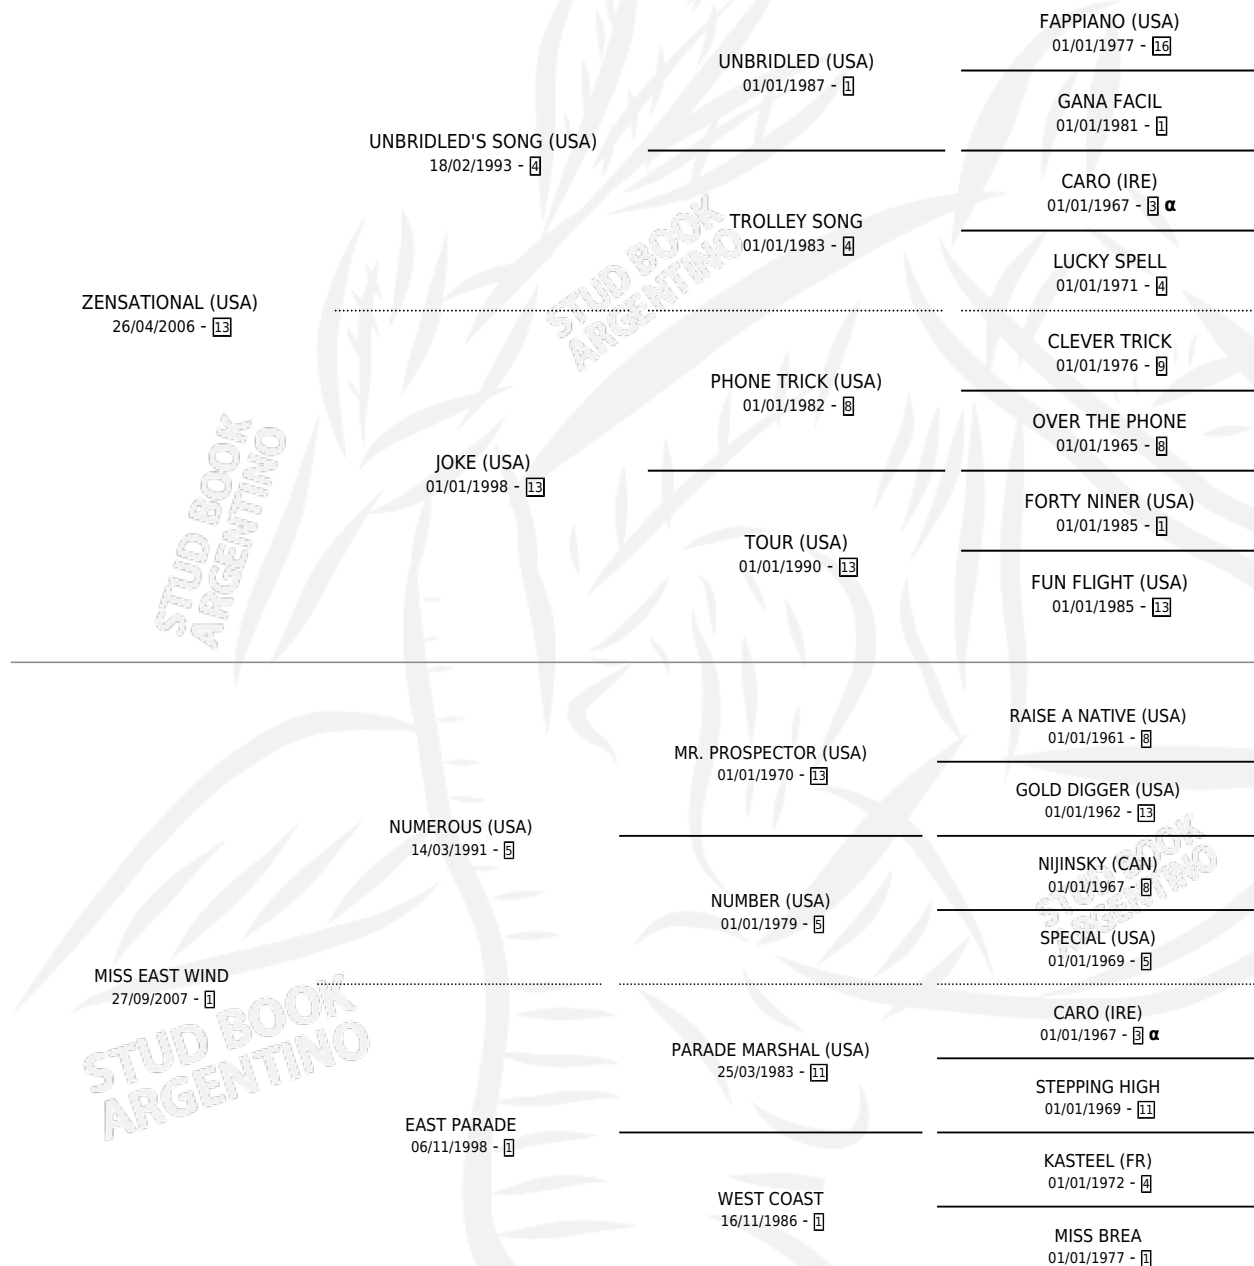 FAPPIANO (USA)
01/01/1977 - 16
UNBRIDLED (USA)
01/01/1987 - 1
GANA FACIL
01/01/1981 - 1
UNBRIDLED'S SONG (USA)
18/02/1993 - 4
CARO (IRE)
01/01/1967 - 3 α
TROLLEY SONG
01/01/1983 - 4
LUCKY SPELL
01/01/1971 - 4
ZENSATIONAL (USA)
26/04/2006 - 13
STUD BOOK
ARGENTINO
CLEVER TRICK
01/01/1976 - 9
PHONE TRICK (USA)
01/01/1982 - 8
OVER THE PHONE
01/01/1965 - 8
JOKE (USA)
01/01/1998 - 13
STUD BOOK
ARGENTINO
FORTY NINER (USA)
01/01/1985 - 1
TOUR (USA)
01/01/1990 - 13
FUN FLIGHT (USA)
01/01/1985 - 13
RAISE A NATIVE (USA)
01/01/1961 - 8
MR. PROSPECTOR (USA)
01/01/1970 - 13
GOLD DIGGER (USA)
01/01/1962 - 13
NUMEROUS (USA)
14/03/1991 - 5
NIJINSKY (CAN)
01/01/1967 - 8
STUD BOOK
ARGENTINO
NUMBER (USA)
01/01/1979 - 5
SPECIAL (USA)
01/01/1969 - 5
MISS EAST WIND
27/09/2007 - 1
STUD BOOK
ARGENTINO
CARO (IRE)
01/01/1967 - 3 α
PARADE MARSHAL (USA)
25/03/1983 - 11
STEPPING HIGH
01/01/1969 - 11
EAST PARADE
06/11/1998 - 1
KASTEEL (FR)
01/01/1972 - 4
WEST COAST
16/11/1986 - 1
MISS BREA
01/01/1977 - 1